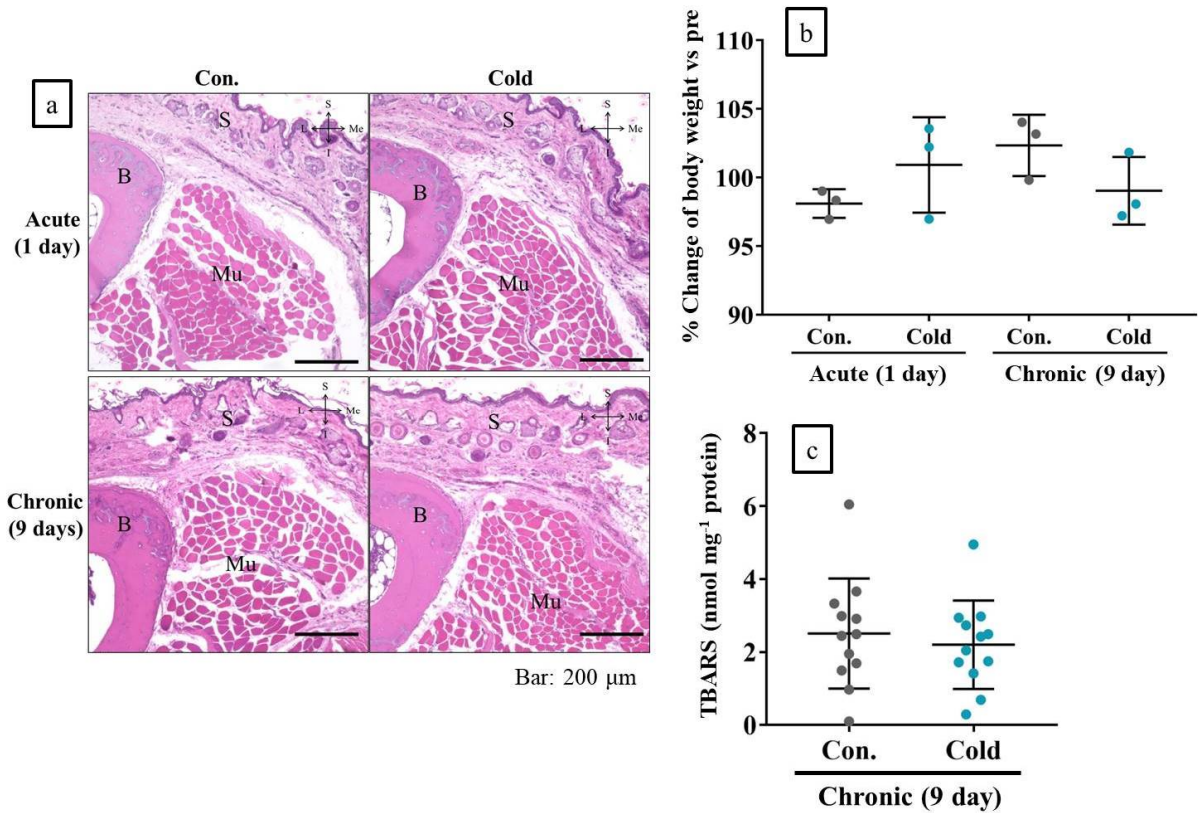 a
Con.
Cold
Acute
(1 day)
S
S
L
Me
I
B
Mu
S
S
L
Me
I
B
Mu
Chronic
(9 days)
S
S
L
Me
I
B
Mu
S
S
L
Me
I
B
Mu
Bar: 200 µm
b
% Change of body weight vs pre
110
105
100
95
90
Con. Cold Con. Cold
Acute (1 day) Chronic (9 day)
c
TBARS (nmol mg⁻¹ protein)
8
6
4
2
0
Con. Cold
Chronic (9 day)